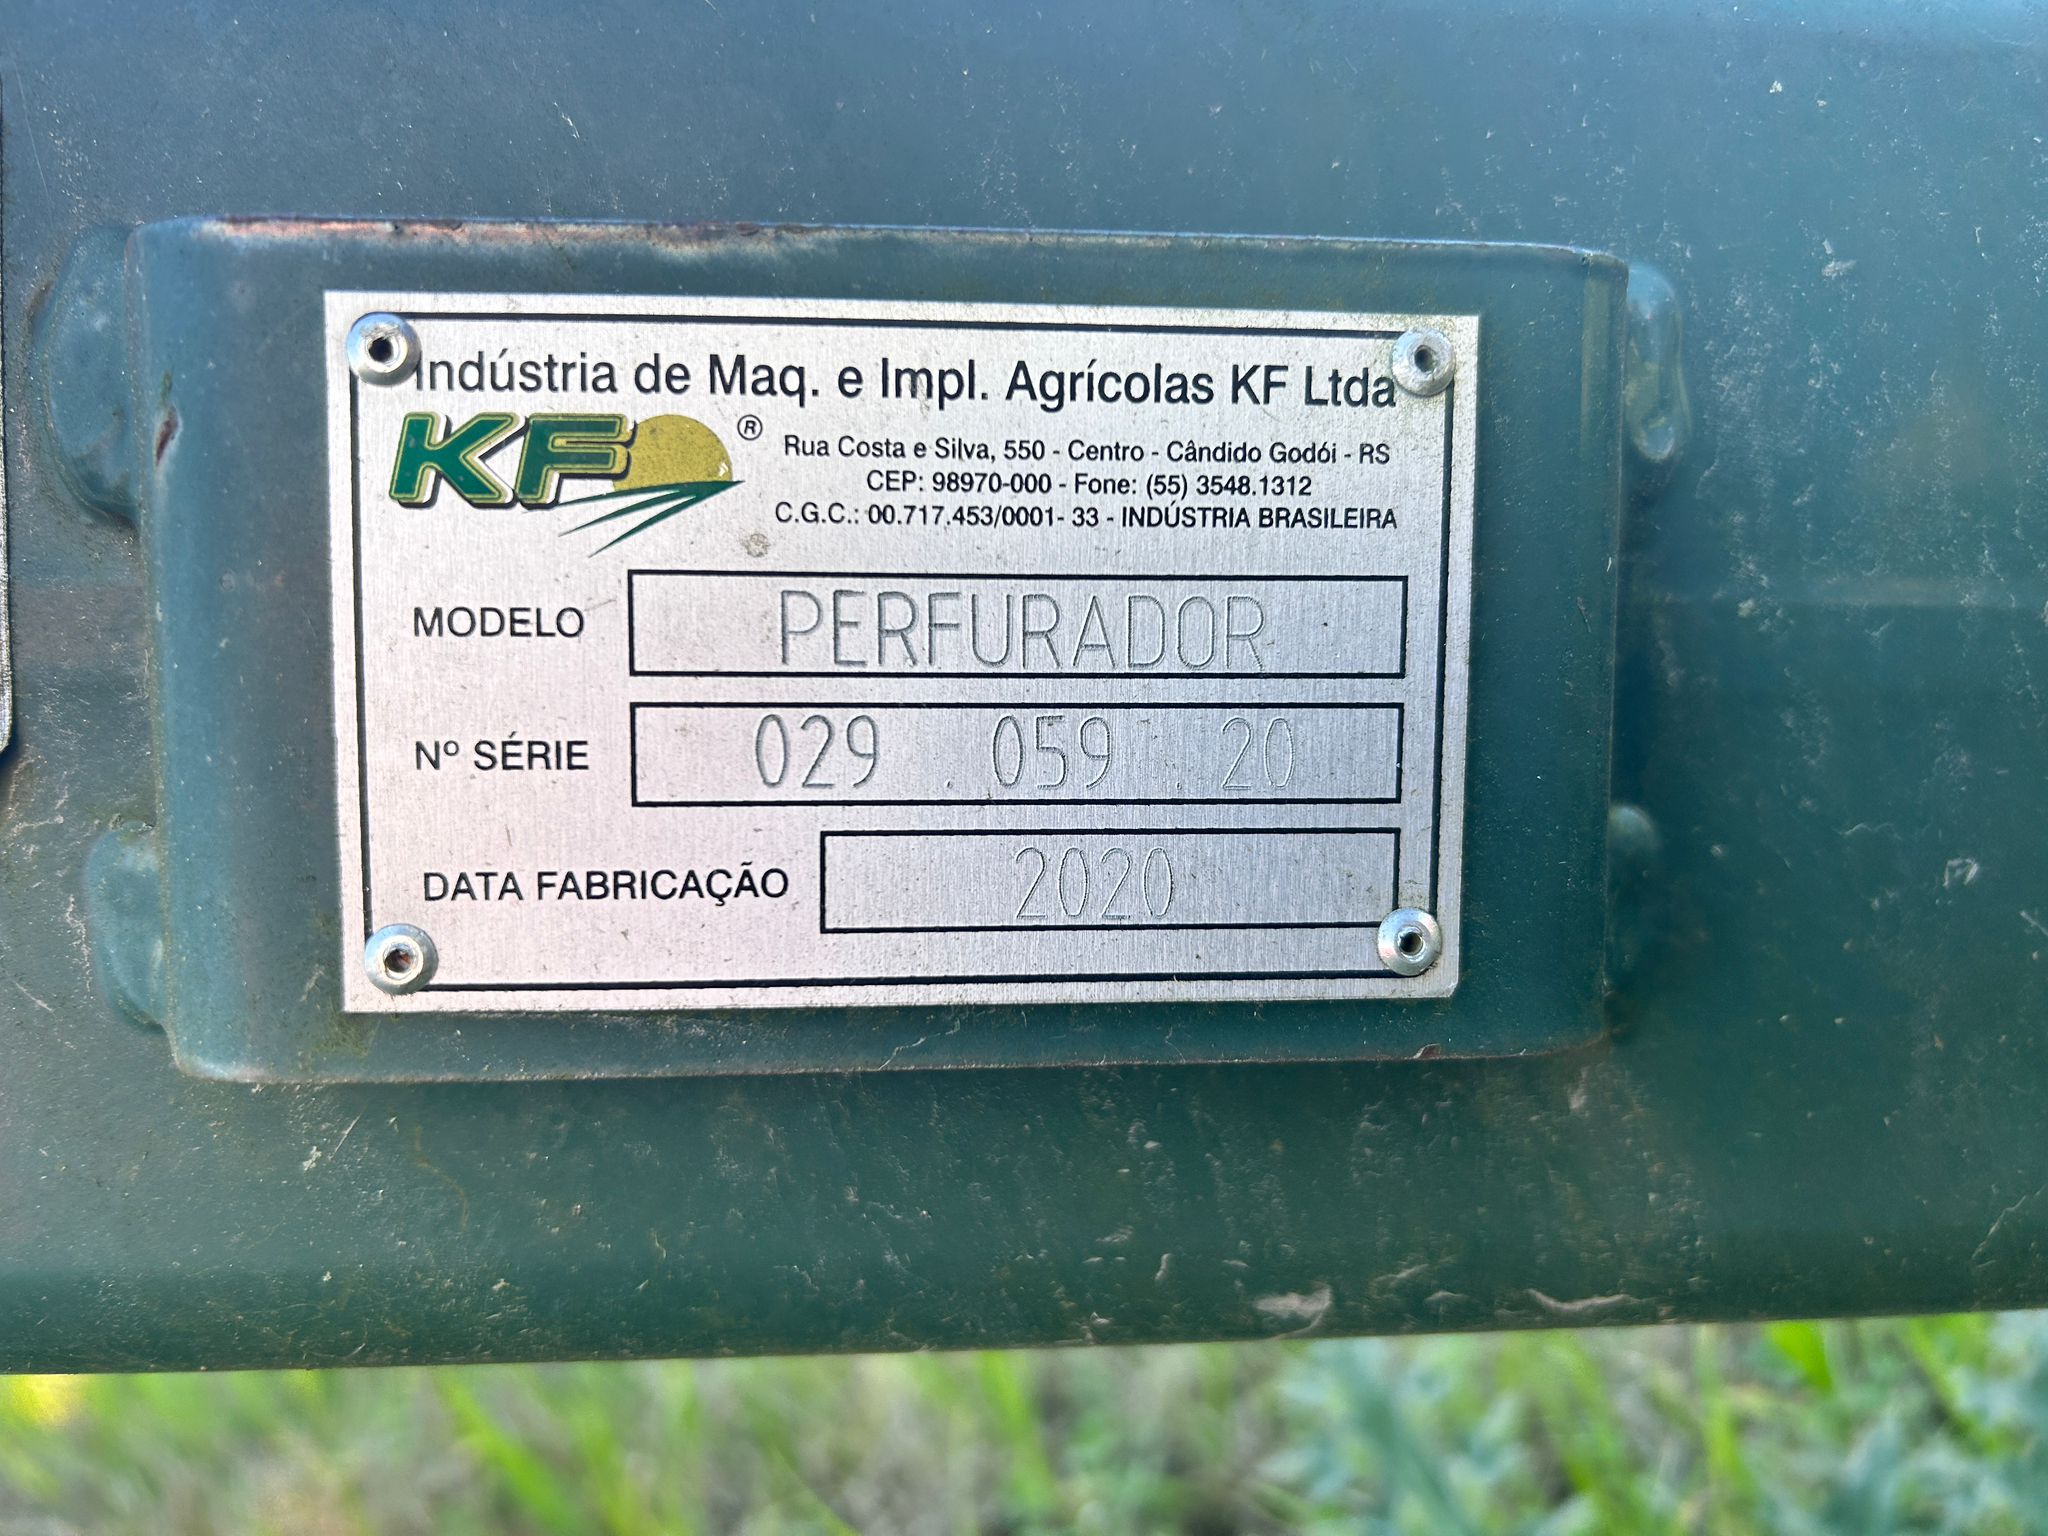 Indústria de Maq. e Impl. Agrícolas KF Ltda
KF ®
Rua Costa e Silva, 550 - Centro - Cândido Godói - RS
CEP: 98970-000 - Fone: (55) 3548.1312
C.G.C.: 00.717.453/0001- 33 - INDÚSTRIA BRASILEIRA
MODELO PERFURADOR
Nº SÉRIE 029 . 059 . 20
DATA FABRICAÇÃO 2020